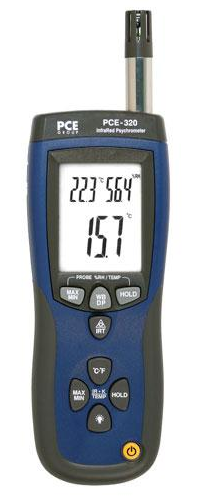 PCE
GROUP
PCE-320
InfraRed Psychrometer
%RH
22.3 °C 56.4
°C
15.7
PROBE %RH / TEMP
MAX
MIN
WB
D.P
HOLD
IRT
°C/°F
MAX
MIN
IR - K
TEMP
HOLD